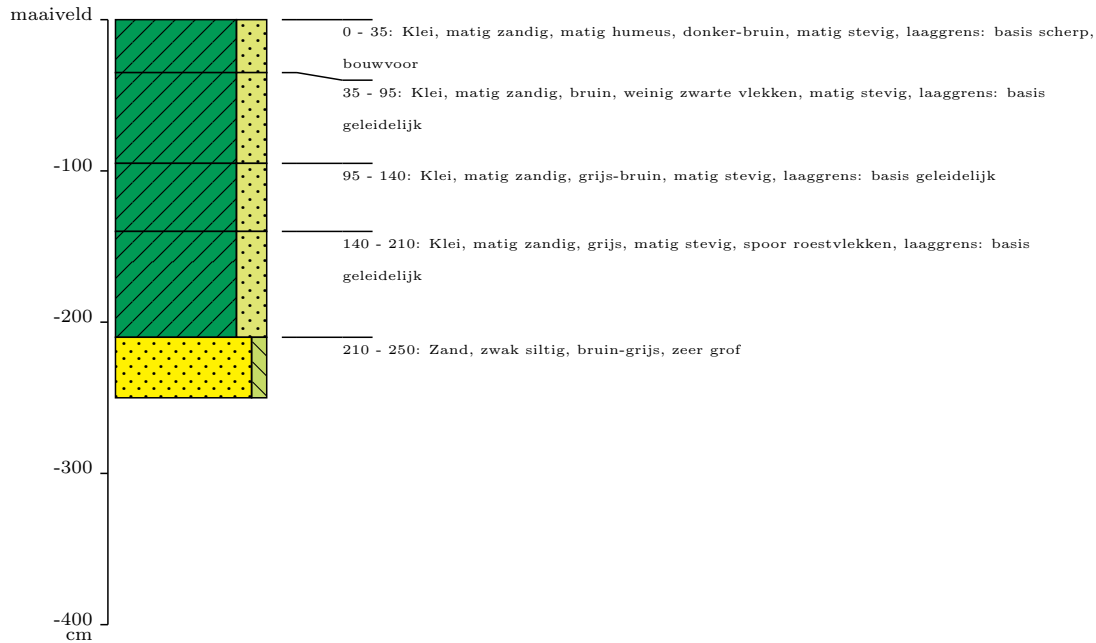 maaiveld
0 - 35: Klei, matig zandig, matig humeus, donker-bruin, matig stevig, laaggrens: basis scherp,
bouwvoor
35 - 95: Klei, matig zandig, bruin, weinig zwarte vlekken, matig stevig, laaggrens: basis
geleidelijk
-100
95 - 140: Klei, matig zandig, grijs-bruin, matig stevig, laaggrens: basis geleidelijk
140 - 210: Klei, matig zandig, grijs, matig stevig, spoor roestvlekken, laaggrens: basis
geleidelijk
-200
210 - 250: Zand, zwak siltig, bruin-grijs, zeer grof
-300
-400
cm